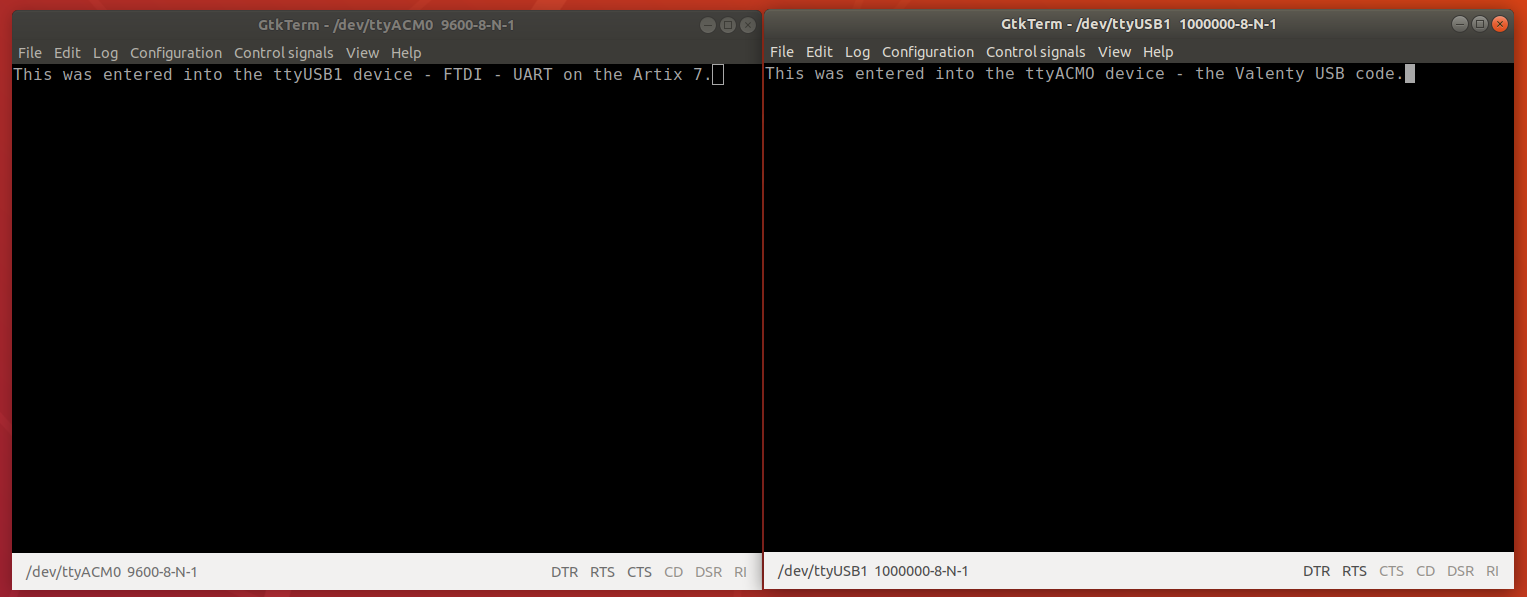 GtkTerm - /dev/ttyACM0 9600-8-N-1
File Edit Log Configuration Control signals View Help
This was entered into the ttyUSB1 device - FTDI - UART on the Artix 7.
/dev/ttyACM0 9600-8-N-1 DTR RTS CTS CD DSR RI
GtkTerm - /dev/ttyUSB1 1000000-8-N-1
File Edit Log Configuration Control signals View Help
This was entered into the ttyACMO device - the Valenty USB code.
/dev/ttyUSB1 1000000-8-N-1 DTR RTS CTS CD DSR RI